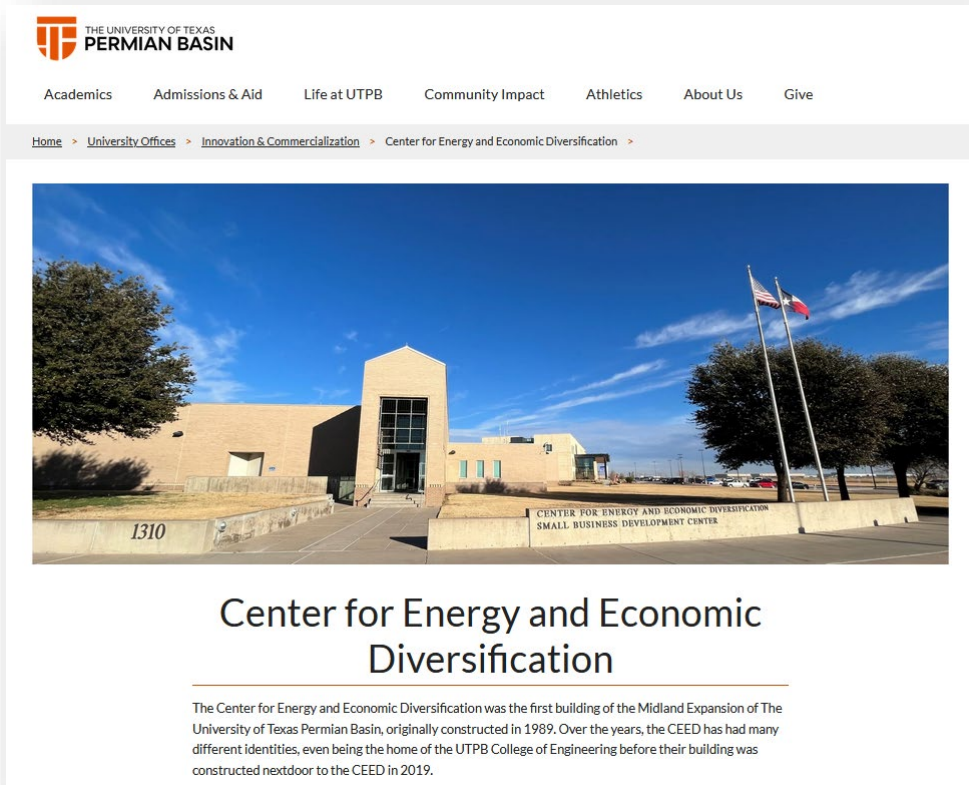 THE UNIVERSITY OF TEXAS
PERMIAN BASIN
Academics Admissions & Aid Life at UTPB Community Impact Athletics About Us Give
Home > University Offices > Innovation & Commercialization > Center for Energy and Economic Diversification >
1310
CENTER FOR ENERGY AND ECONOMIC DIVERSIFICATION
SMALL BUSINESS DEVELOPMENT CENTER
Center for Energy and Economic
Diversification
The Center for Energy and Economic Diversification was the first building of the Midland Expansion of The
University of Texas Permian Basin, originally constructed in 1989. Over the years, the CEED has had many
different identities, even being the home of the UTPB College of Engineering before their building was
constructed nextdoor to the CEED in 2019.